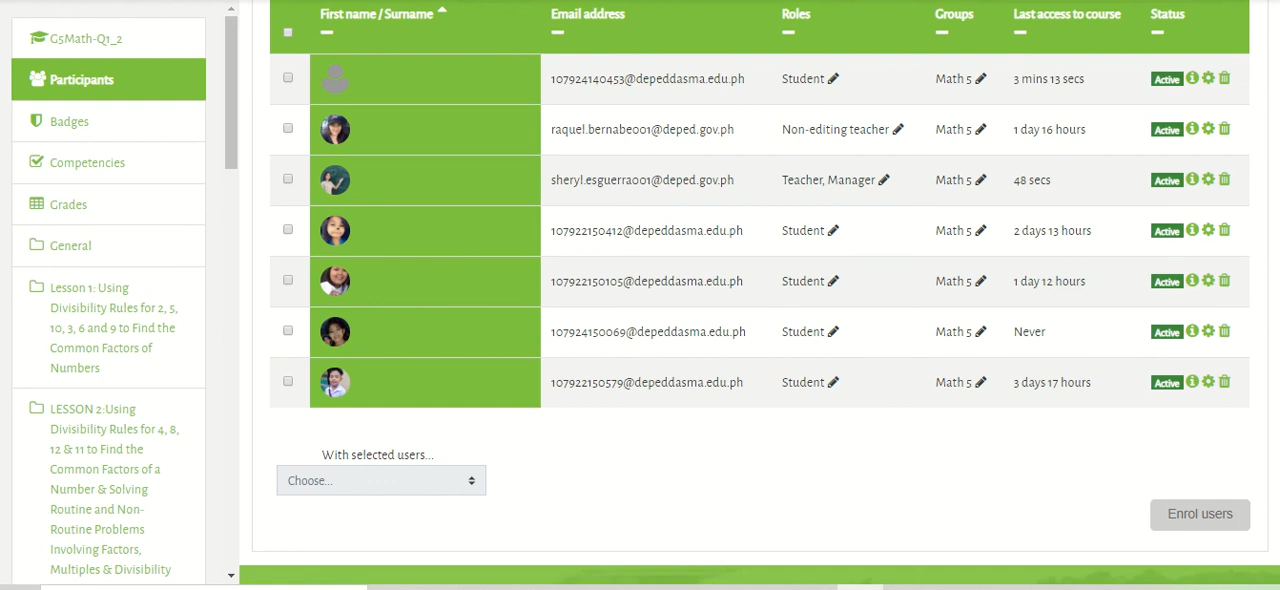 G5Math-Q1_2
Participants
Badges
Competencies
Grades
General
Lesson 1: Using
Divisibility Rules for 2, 5,
10, 3, 6 and 9 to Find the
Common Factors of
Numbers
LESSON 2:Using
Divisibility Rules for 4, 8,
12 & 11 to Find the
Common Factors of a
Number & Solving
Routine and Non-
Routine Problems
Involving Factors,
Multiples & Divisibility
First name / Surname Email address Roles Groups Last access to course Status
107924140453@depeddasma.edu.ph Student Math 5 3 mins 13 secs Active
raquel.bernabe001@deped.gov.ph Non-editing teacher Math 5 1 day 16 hours Active
sheryl.esguerra001@deped.gov.ph Teacher, Manager Math 5 48 secs Active
107922150412@depeddasma.edu.ph Student Math 5 2 days 13 hours Active
107922150105@depeddasma.edu.ph Student Math 5 1 day 12 hours Active
107924150069@depeddasma.edu.ph Student Math 5 Never Active
107922150579@depeddasma.edu.ph Student Math 5 3 days 17 hours Active
With selected users...
Choose...
Enrol users